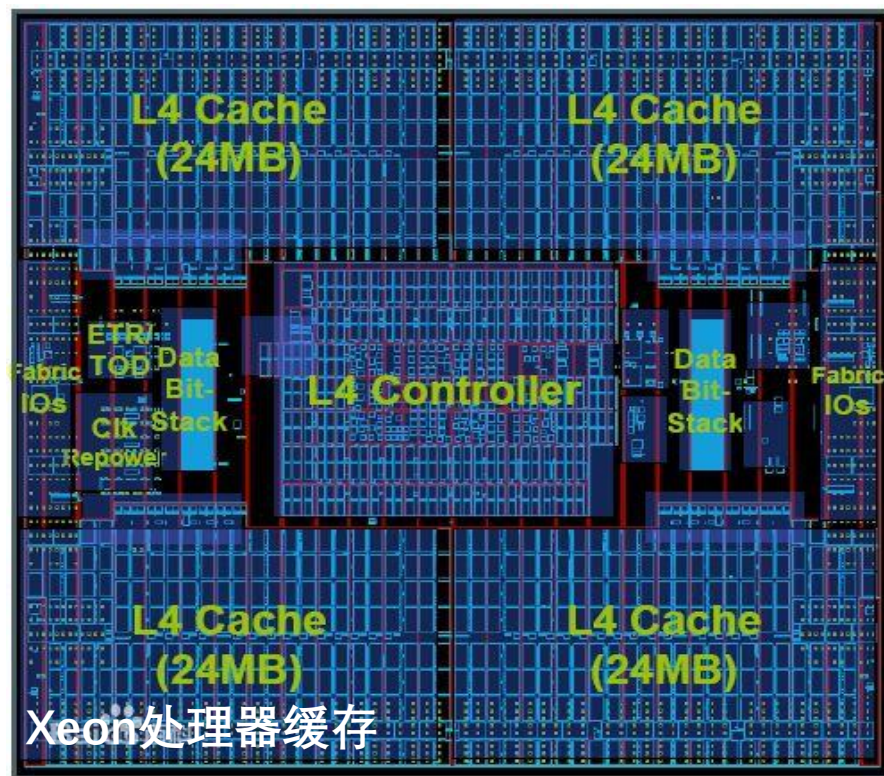 L4 Cache
(24MB)
L4 Cache
(24MB)
Fabric
IOs
ETR/
TOD
Clk
Repower
Data
Bit-
Stack
L4 Controller
Data
Bit-
Stack
Fabric
IOs
L4 Cache
(24MB)
L4 Cache
(24MB)
Xeon处理器缓存